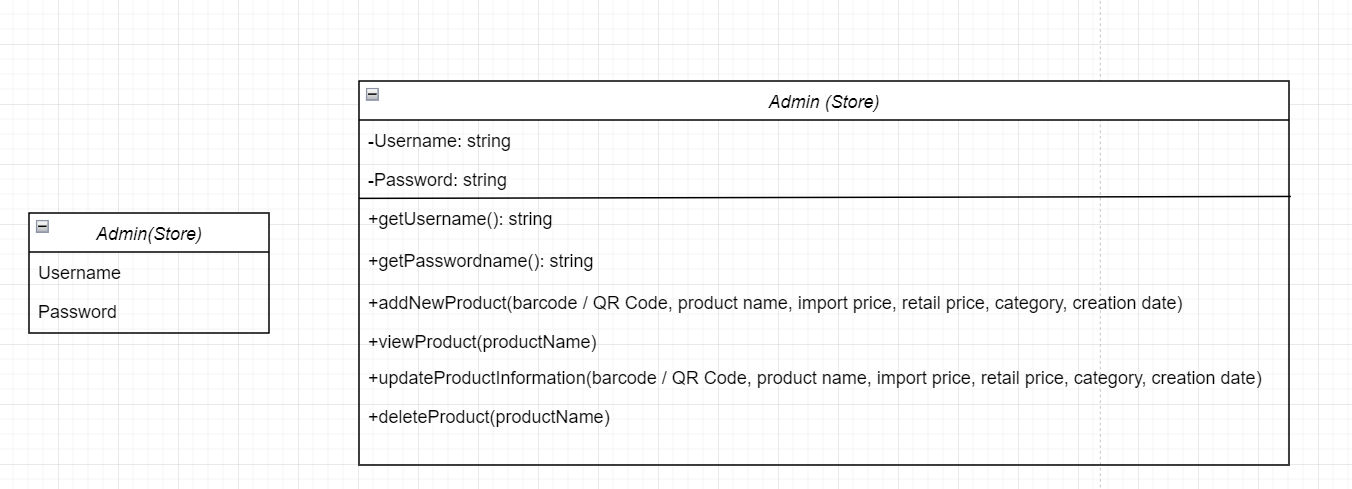 Admin (Store)
-Username: string
-Password: string
+getUsername(): string
+getPasswordname(): string
+addNewProduct(barcode / QR Code, product name, import price, retail price, category, creation date)
+viewProduct(productName)
+updateProductInformation(barcode / QR Code, product name, import price, retail price, category, creation date)
+deleteProduct(productName)
Admin(Store)
Username
Password